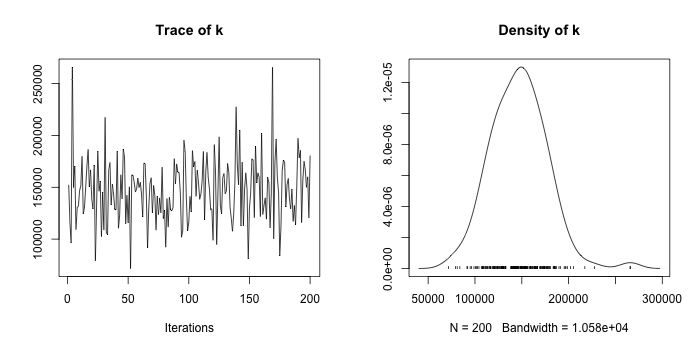 Trace of k
250000
200000
150000
100000
0
50
100
150
200
Iterations
Density of k
1.2e-05
8.0e-06
4.0e-06
0.0e+00
50000
100000
200000
300000
N = 200 Bandwidth = 1.058e+04